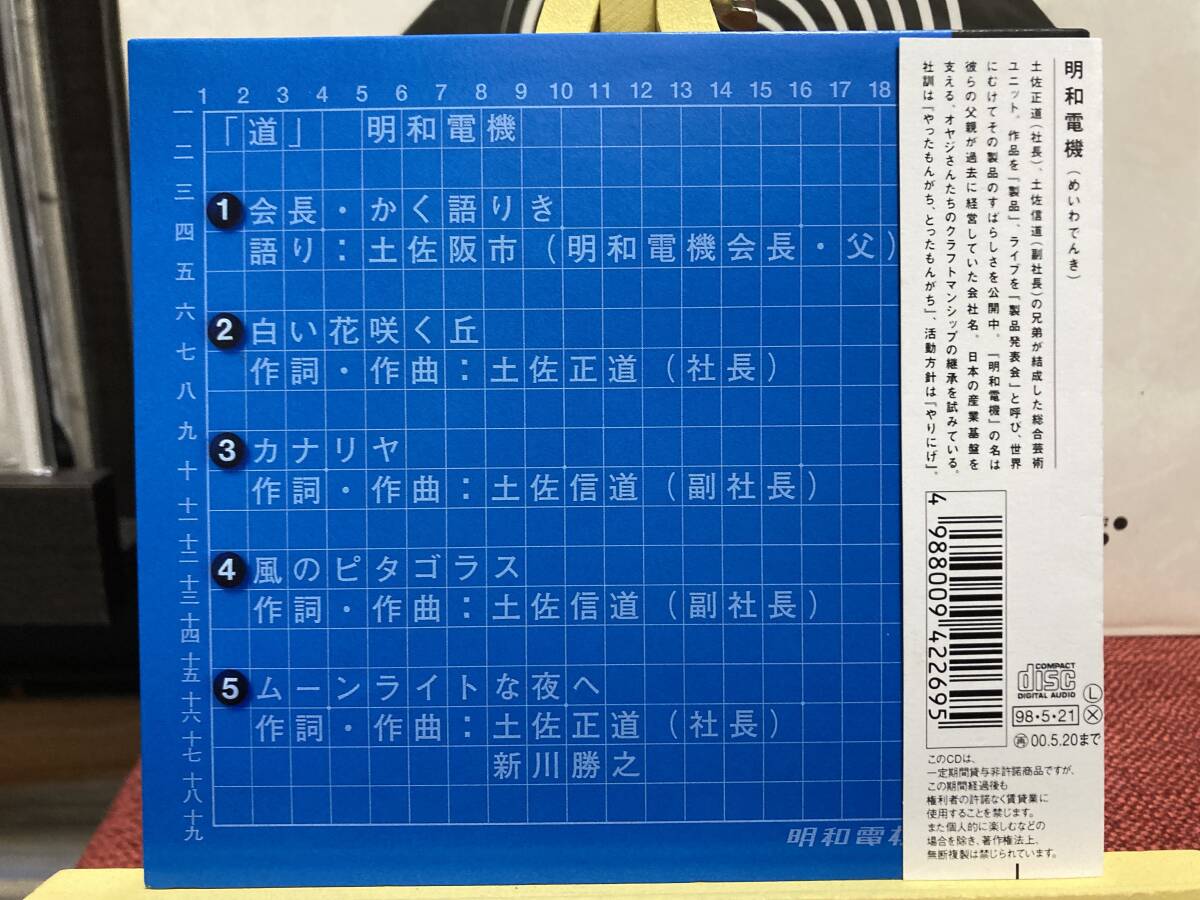 1 2 3 4 5 6 7 8 9 10 11 12 13 14 15 16 17 18
一
二
三
四
五
六
七
八
九
十
十一
十二
十三
十四
十五
十六
十七
十八
十九
「道」 明和電機
1 会長・かく語りき
語り：土佐阪市（明和電機会長・父）
2 白い花咲く丘
作詞・作曲：土佐正道（社長）
3 カナリヤ
作詞・作曲：土佐信道（副社長）
4 風のピタゴラス
作詞・作曲：土佐信道（副社長）
5 ムーンライトな夜へ
作詞・作曲：土佐正道（社長）
新川勝之
明和電
明和電機（めいわでんき）
土佐正道（社長）、土佐信道（副社長）の兄弟が結成した総合芸術
ユニット。作品を「製品」、ライブを「製品発表会」と呼び、世界
にむけてその製品のすばらしさを公開中。「明和電機」の名は
彼らの父親が過去に経営していた会社名。日本の産業基盤を
支える、オヤジさんたちのクラフトマンシップの継承を試みている。
社訓は「やったもんがち、とったもんがち」、活動方針は「やりにげ」。
4 988009 422695
COMPACT
disc
DIGITAL AUDIO
98・5・21
L
X
再 00.5.20まで
このCDは、
一定期間貸与非許諾商品ですが、
この期間経過後も
権利者の許諾なく賃貸業に
使用することを禁じます。
また個人的に楽しむなどの
場合を除き、著作権法上、
無断複製は禁じられています。